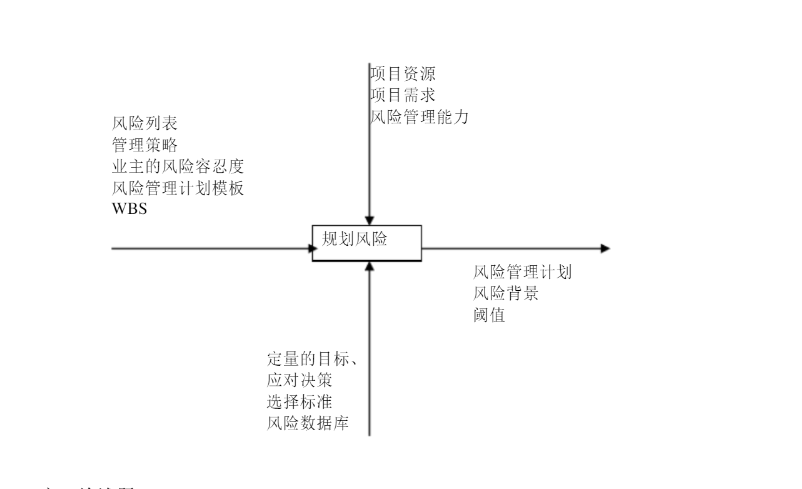 项目资源
项目需求
风险管理能力
风险列表
管理策略
业主的风险容忍度
风险管理计划模板
WBS
规划风险
风险管理计划
风险背景
阈值
定量的目标、
应对决策
选择标准
风险数据库